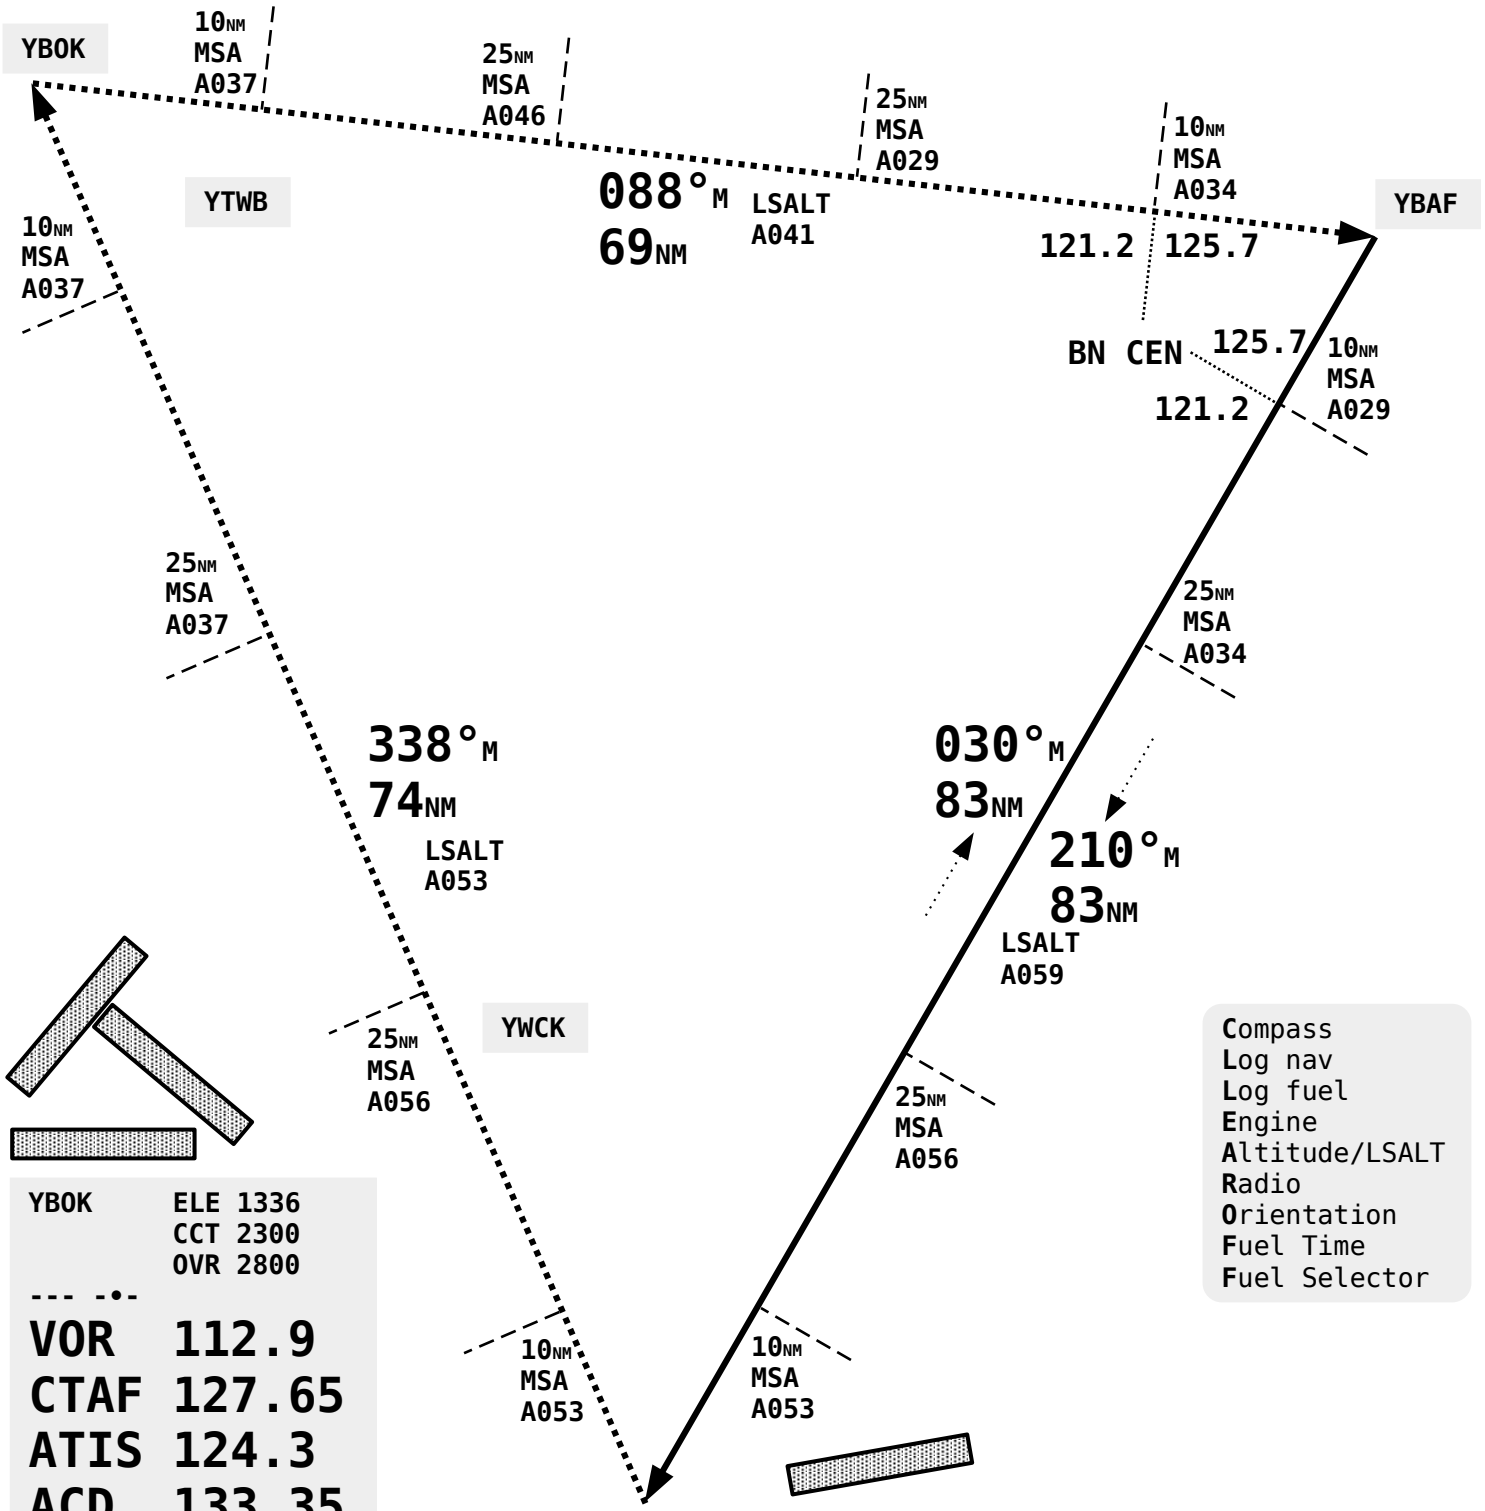 YBOK
10NM
MSA
A037
25NM
MSA
A046
25NM
MSA
A029
10NM
MSA
A034
YBAF
YTWB
088°M
69NM
LSALT
A041
121.2
125.7
10NM
MSA
A037
BN CEN
125.7
121.2
10NM
MSA
A029
25NM
MSA
A037
25NM
MSA
A034
338°M
74NM
LSALT
A053
030°M
83NM
210°M
83NM
LSALT
A059
25NM
MSA
A056
YWCK
25NM
MSA
A056
Compass
Log nav
Log fuel
Engine
Altitude/LSALT
Radio
Orientation
Fuel Time
Fuel Selector
10NM
MSA
A053
10NM
MSA
A053
YBOK ELE 1336
CCT 2300
OVR 2800
--- -•-
VOR 112.9
CTAF 127.65
ATIS 124.3
ACD 133.35